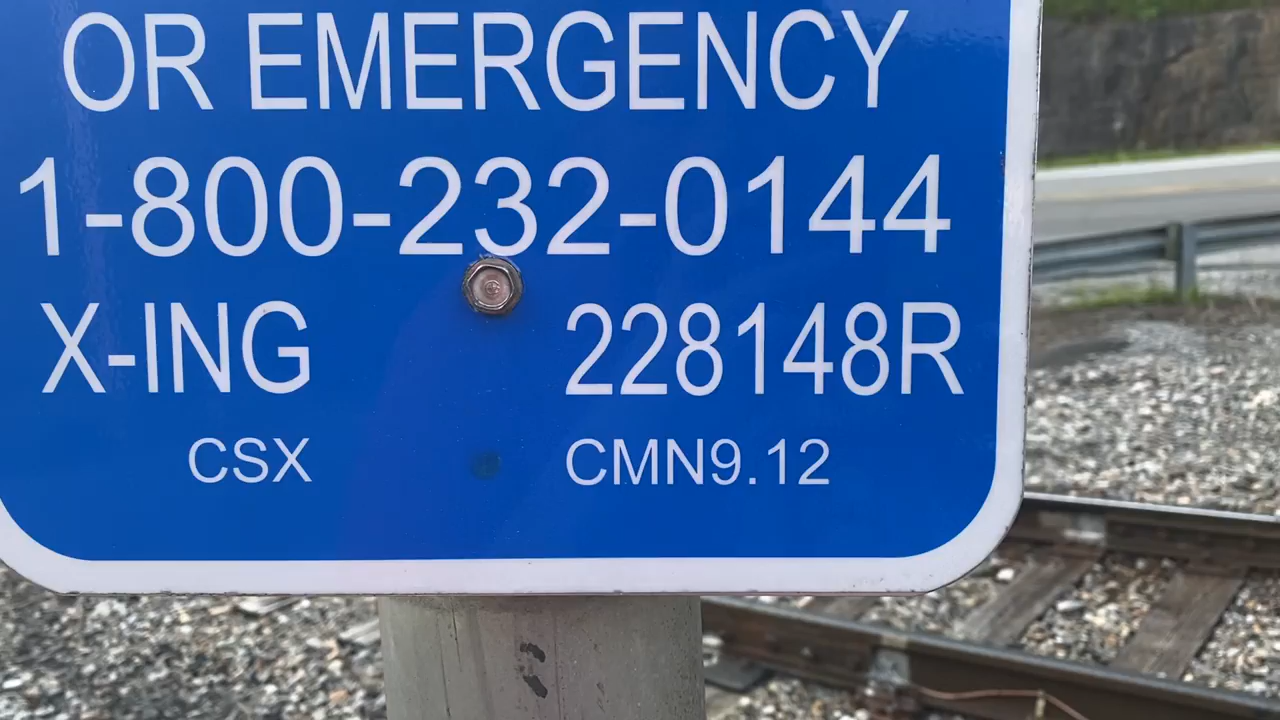 OR EMERGENCY
1-800-232-0144
X-ING 228148R
CSX CMN9.12